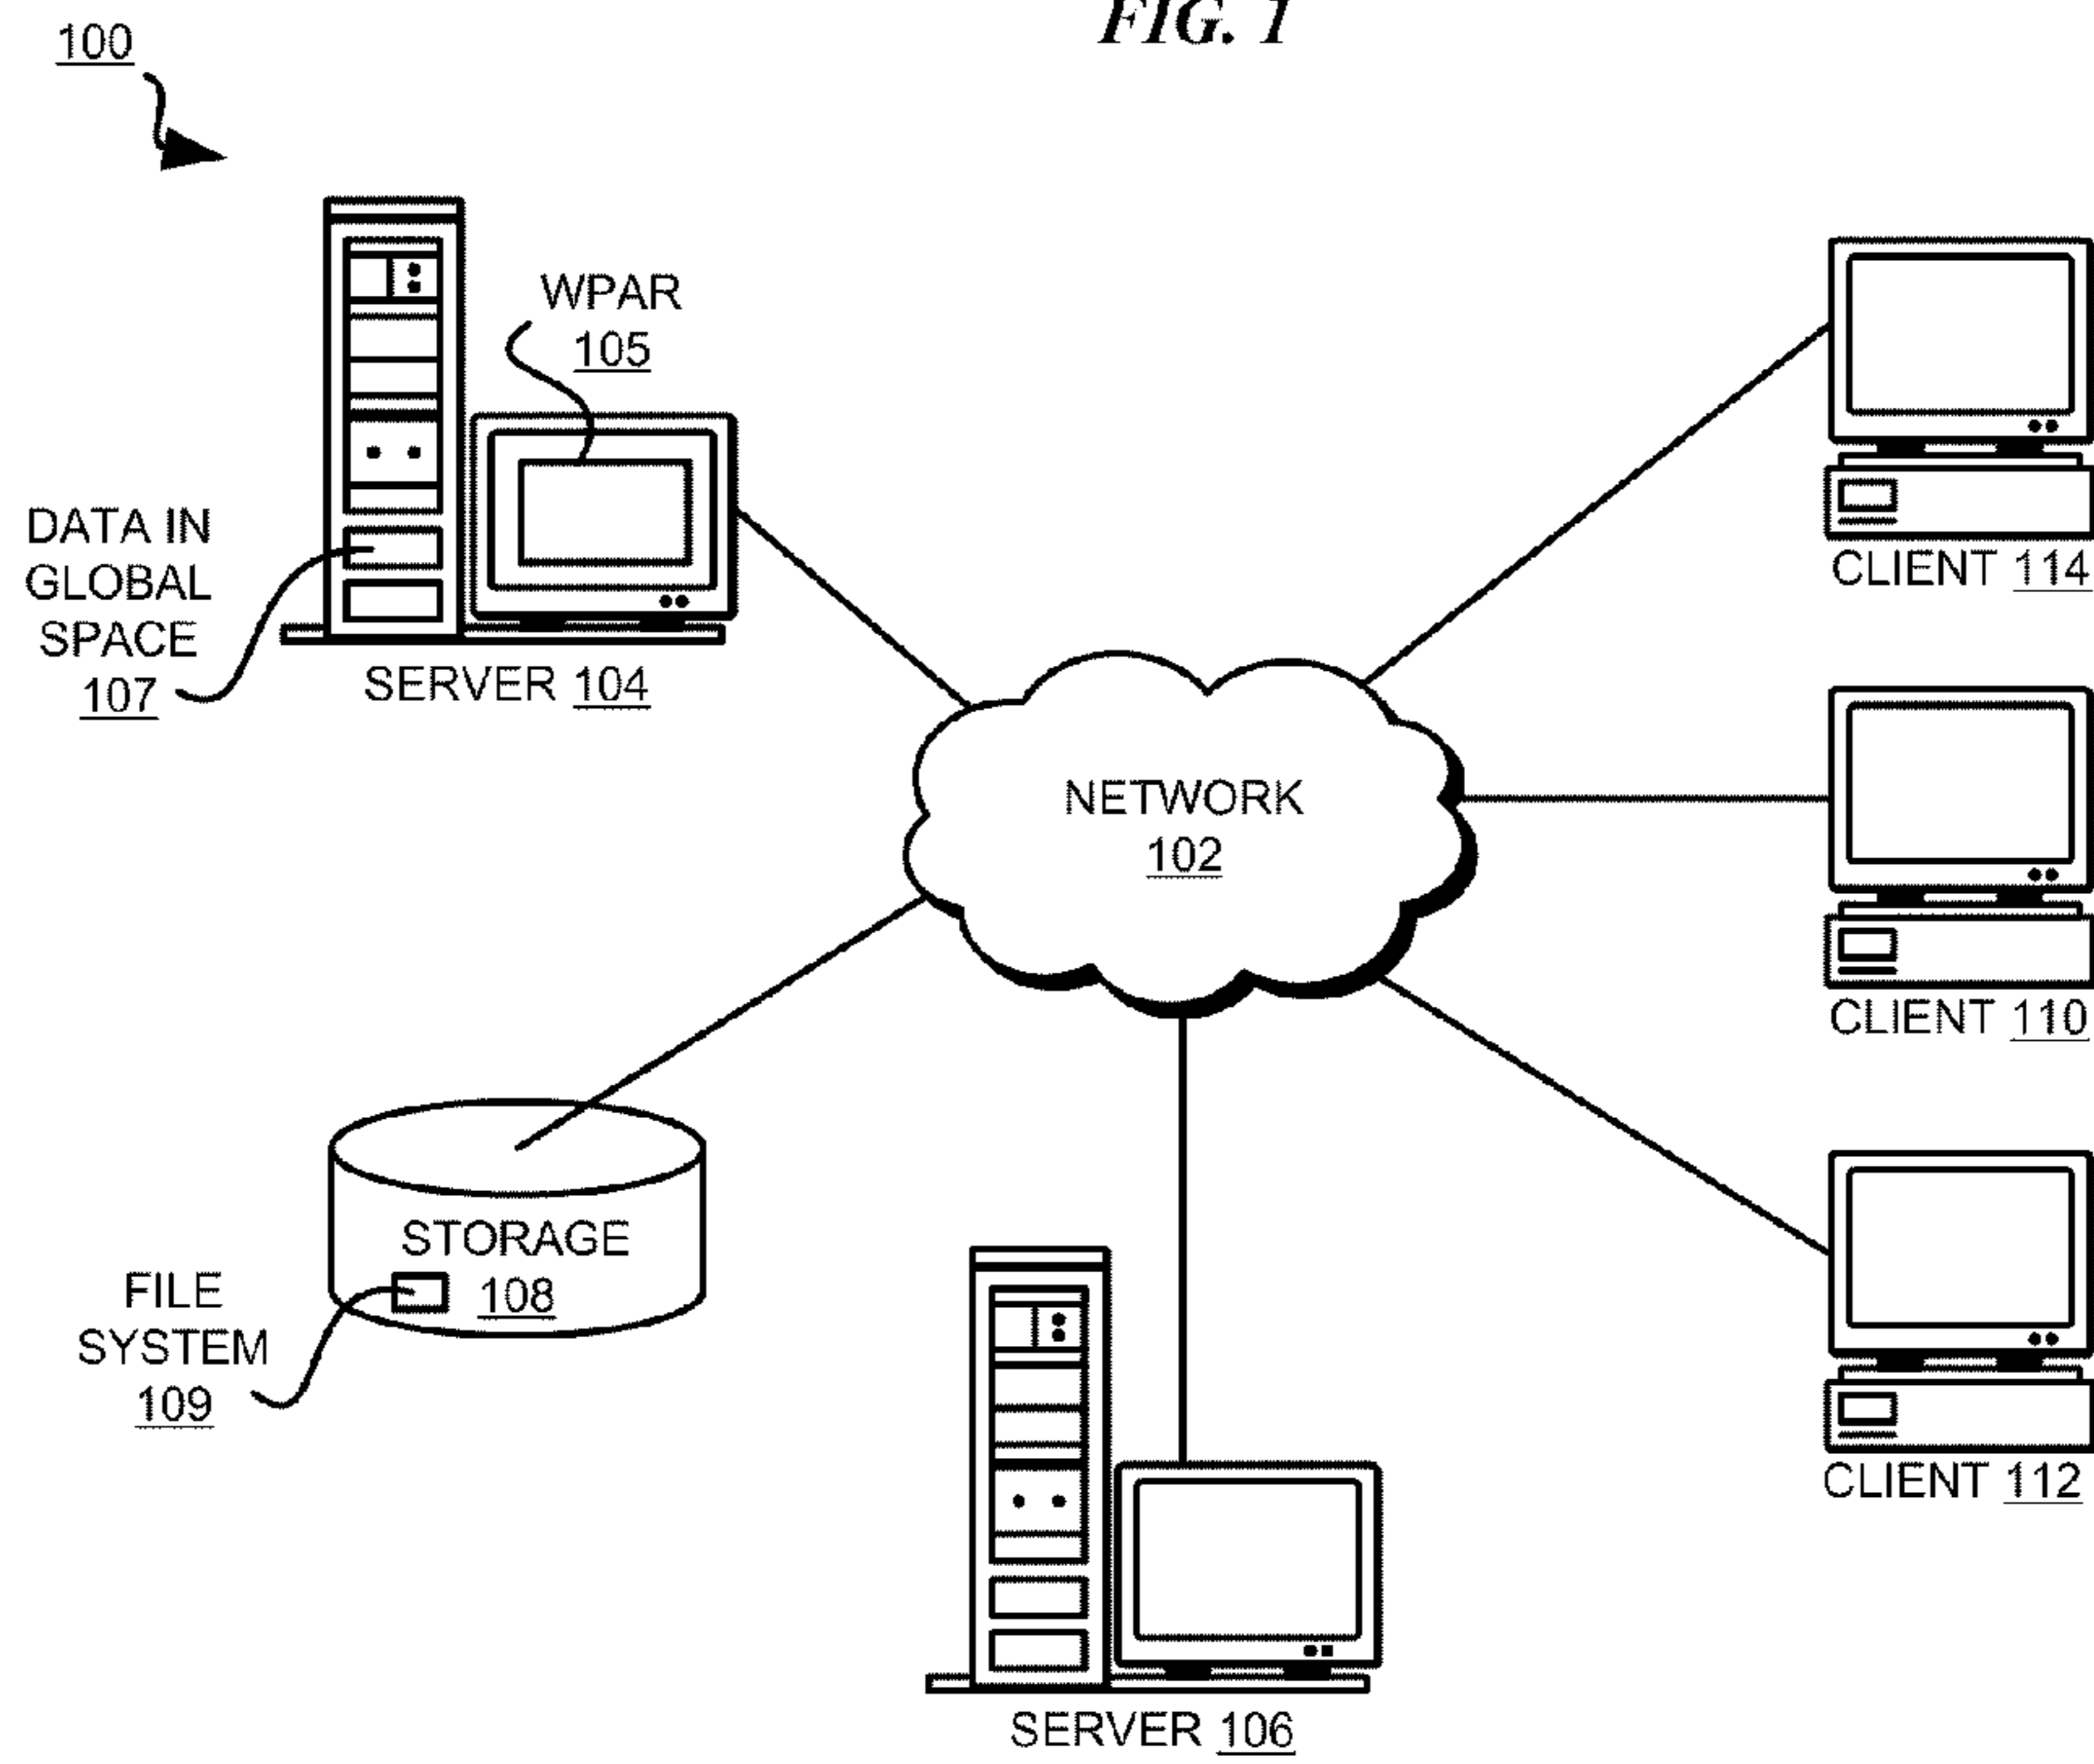 FIG. 1
100
WPAR
105
DATA IN
GLOBAL
SPACE
107
SERVER 104
CLIENT 114
NETWORK
102
CLIENT 110
STORAGE
108
FILE
SYSTEM
109
CLIENT 112
SERVER 106